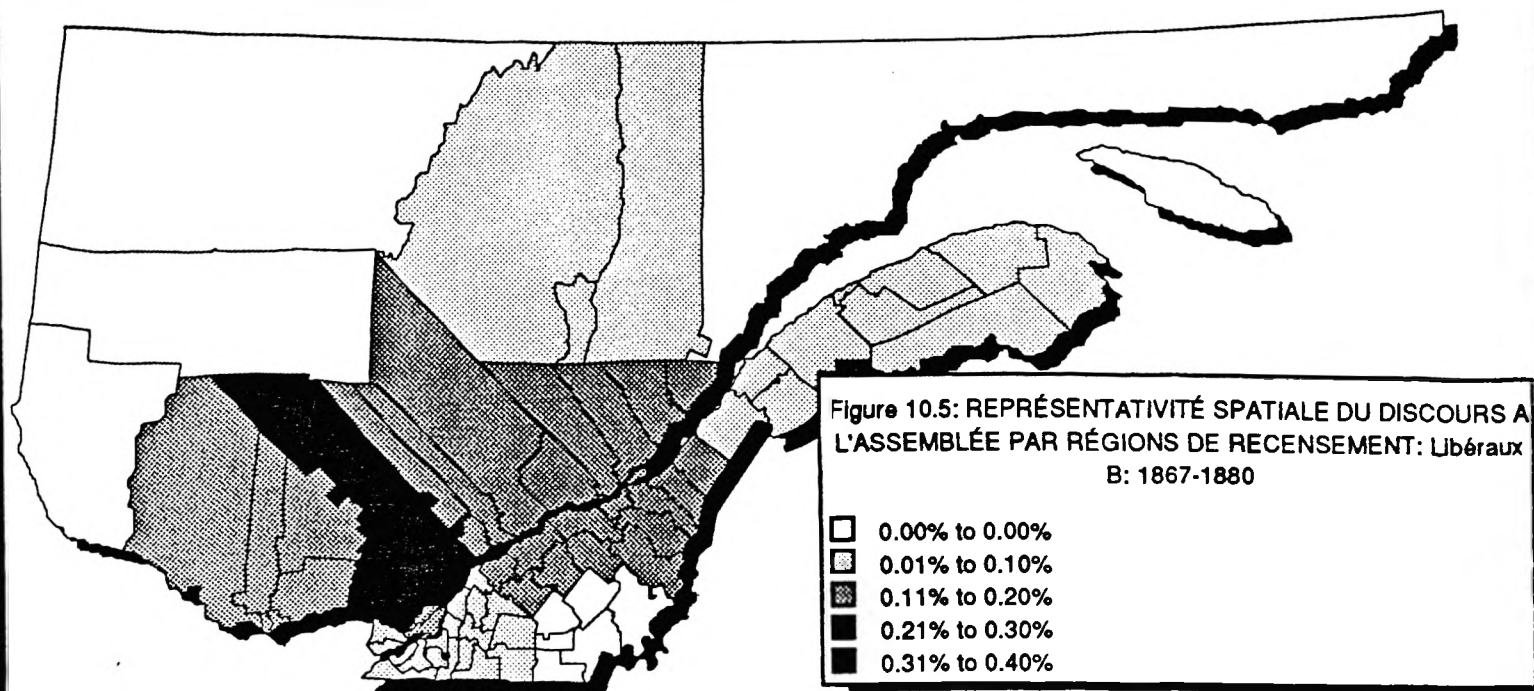 Figure 10.5: REPRÉSENTATIVITÉ SPATIALE DU DISCOURS A
L'ASSEMBLÉE PAR RÉGIONS DE RECENSEMENT: Libéraux
B: 1867-1880
0.00% to 0.00%
0.01% to 0.10%
0.11% to 0.20%
0.21% to 0.30%
0.31% to 0.40%